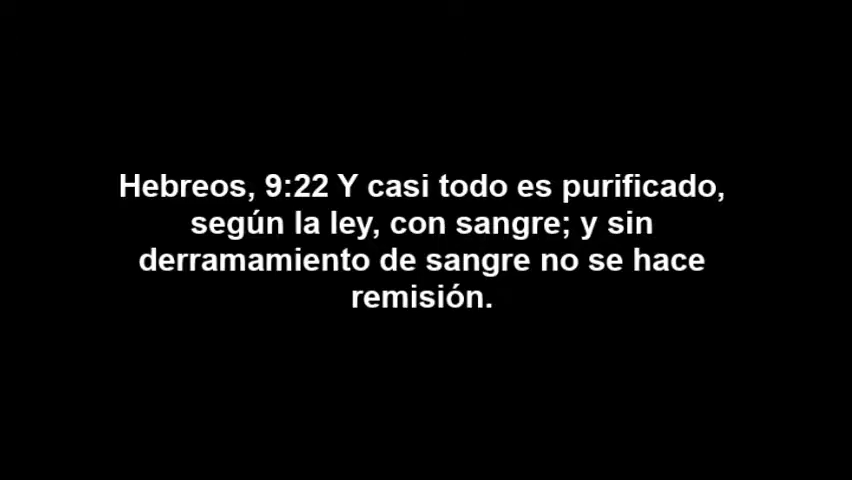 Hebreos, 9:22 Y casi todo es purificado,
según la ley, con sangre; y sin
derramamiento de sangre no se hace
remisión.